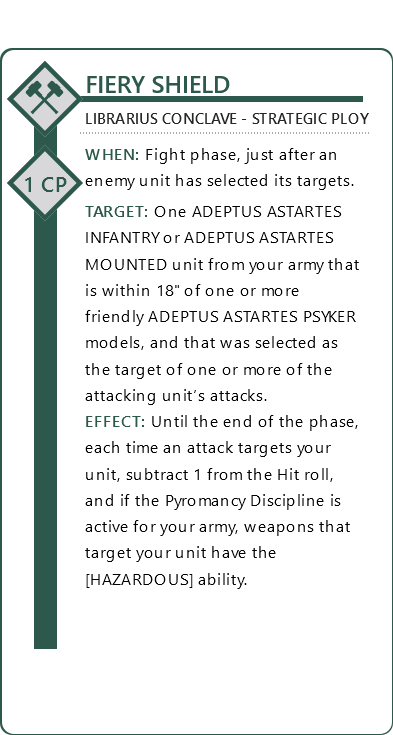 FIERY SHIELD
LIBRARIUS CONCLAVE - STRATEGIC PLOY
1 CP
WHEN: Fight phase, just after an
enemy unit has selected its targets.
TARGET: One ADEPTUS ASTARTES
INFANTRY or ADEPTUS ASTARTES
MOUNTED unit from your army that
is within 18" of one or more
friendly ADEPTUS ASTARTES PSYKER
models, and that was selected as
the target of one or more of the
attacking unit's attacks.
EFFECT: Until the end of the phase,
each time an attack targets your
unit, subtract 1 from the Hit roll,
and if the Pyromancy Discipline is
active for your army, weapons that
target your unit have the
[HAZARDOUS] ability.